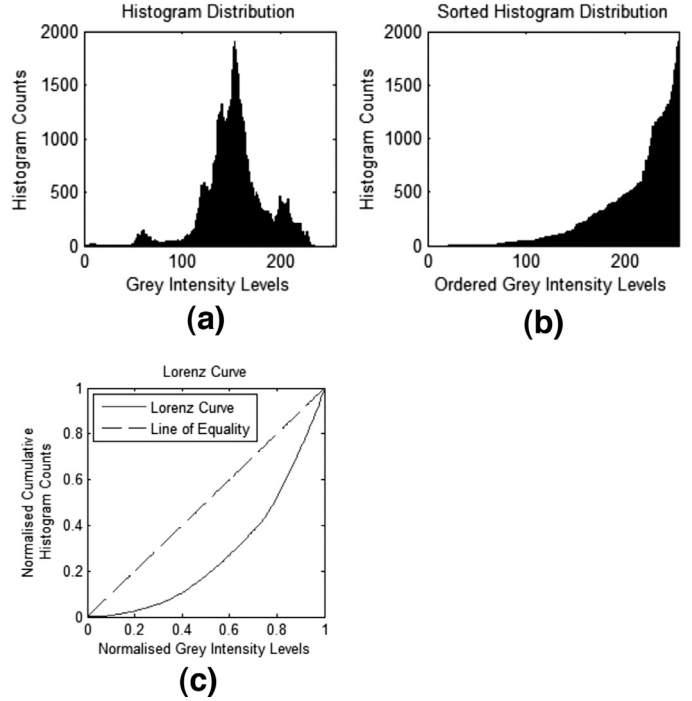 Histogram Distribution
2000
1500
1000
500
0
Histogram Counts
0 100 200
Grey Intensity Levels
(a)
Sorted Histogram Distribution
2000
1500
1000
500
0
Histogram Counts
0 100 200
Ordered Grey Intensity Levels
(b)
Lorenz Curve
1
0.8
0.6
0.4
0.2
0
Normalised Cumulative
Histogram Counts
Lorenz Curve
Line of Equality
0 0.2 0.4 0.6 0.8 1
Normalised Grey Intensity Levels
(c)